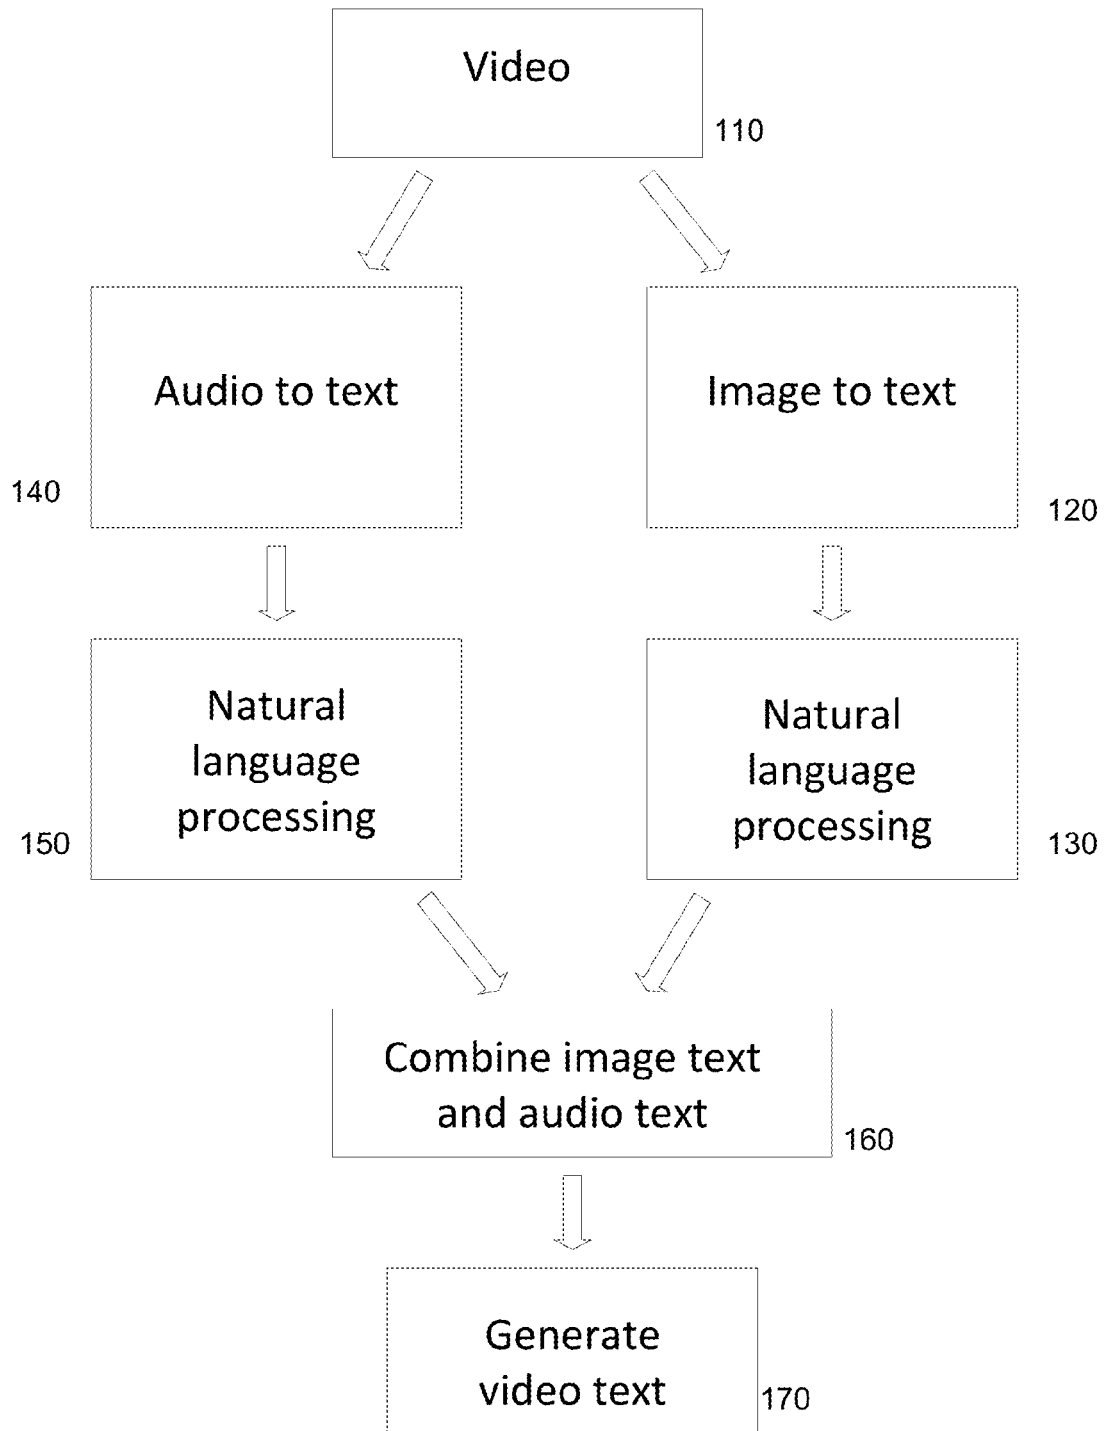 Video
110
Audio to text
140
Image to text
120
Natural
language
processing
150
Natural
language
processing
130
Combine image text
and audio text
160
Generate
video text
170